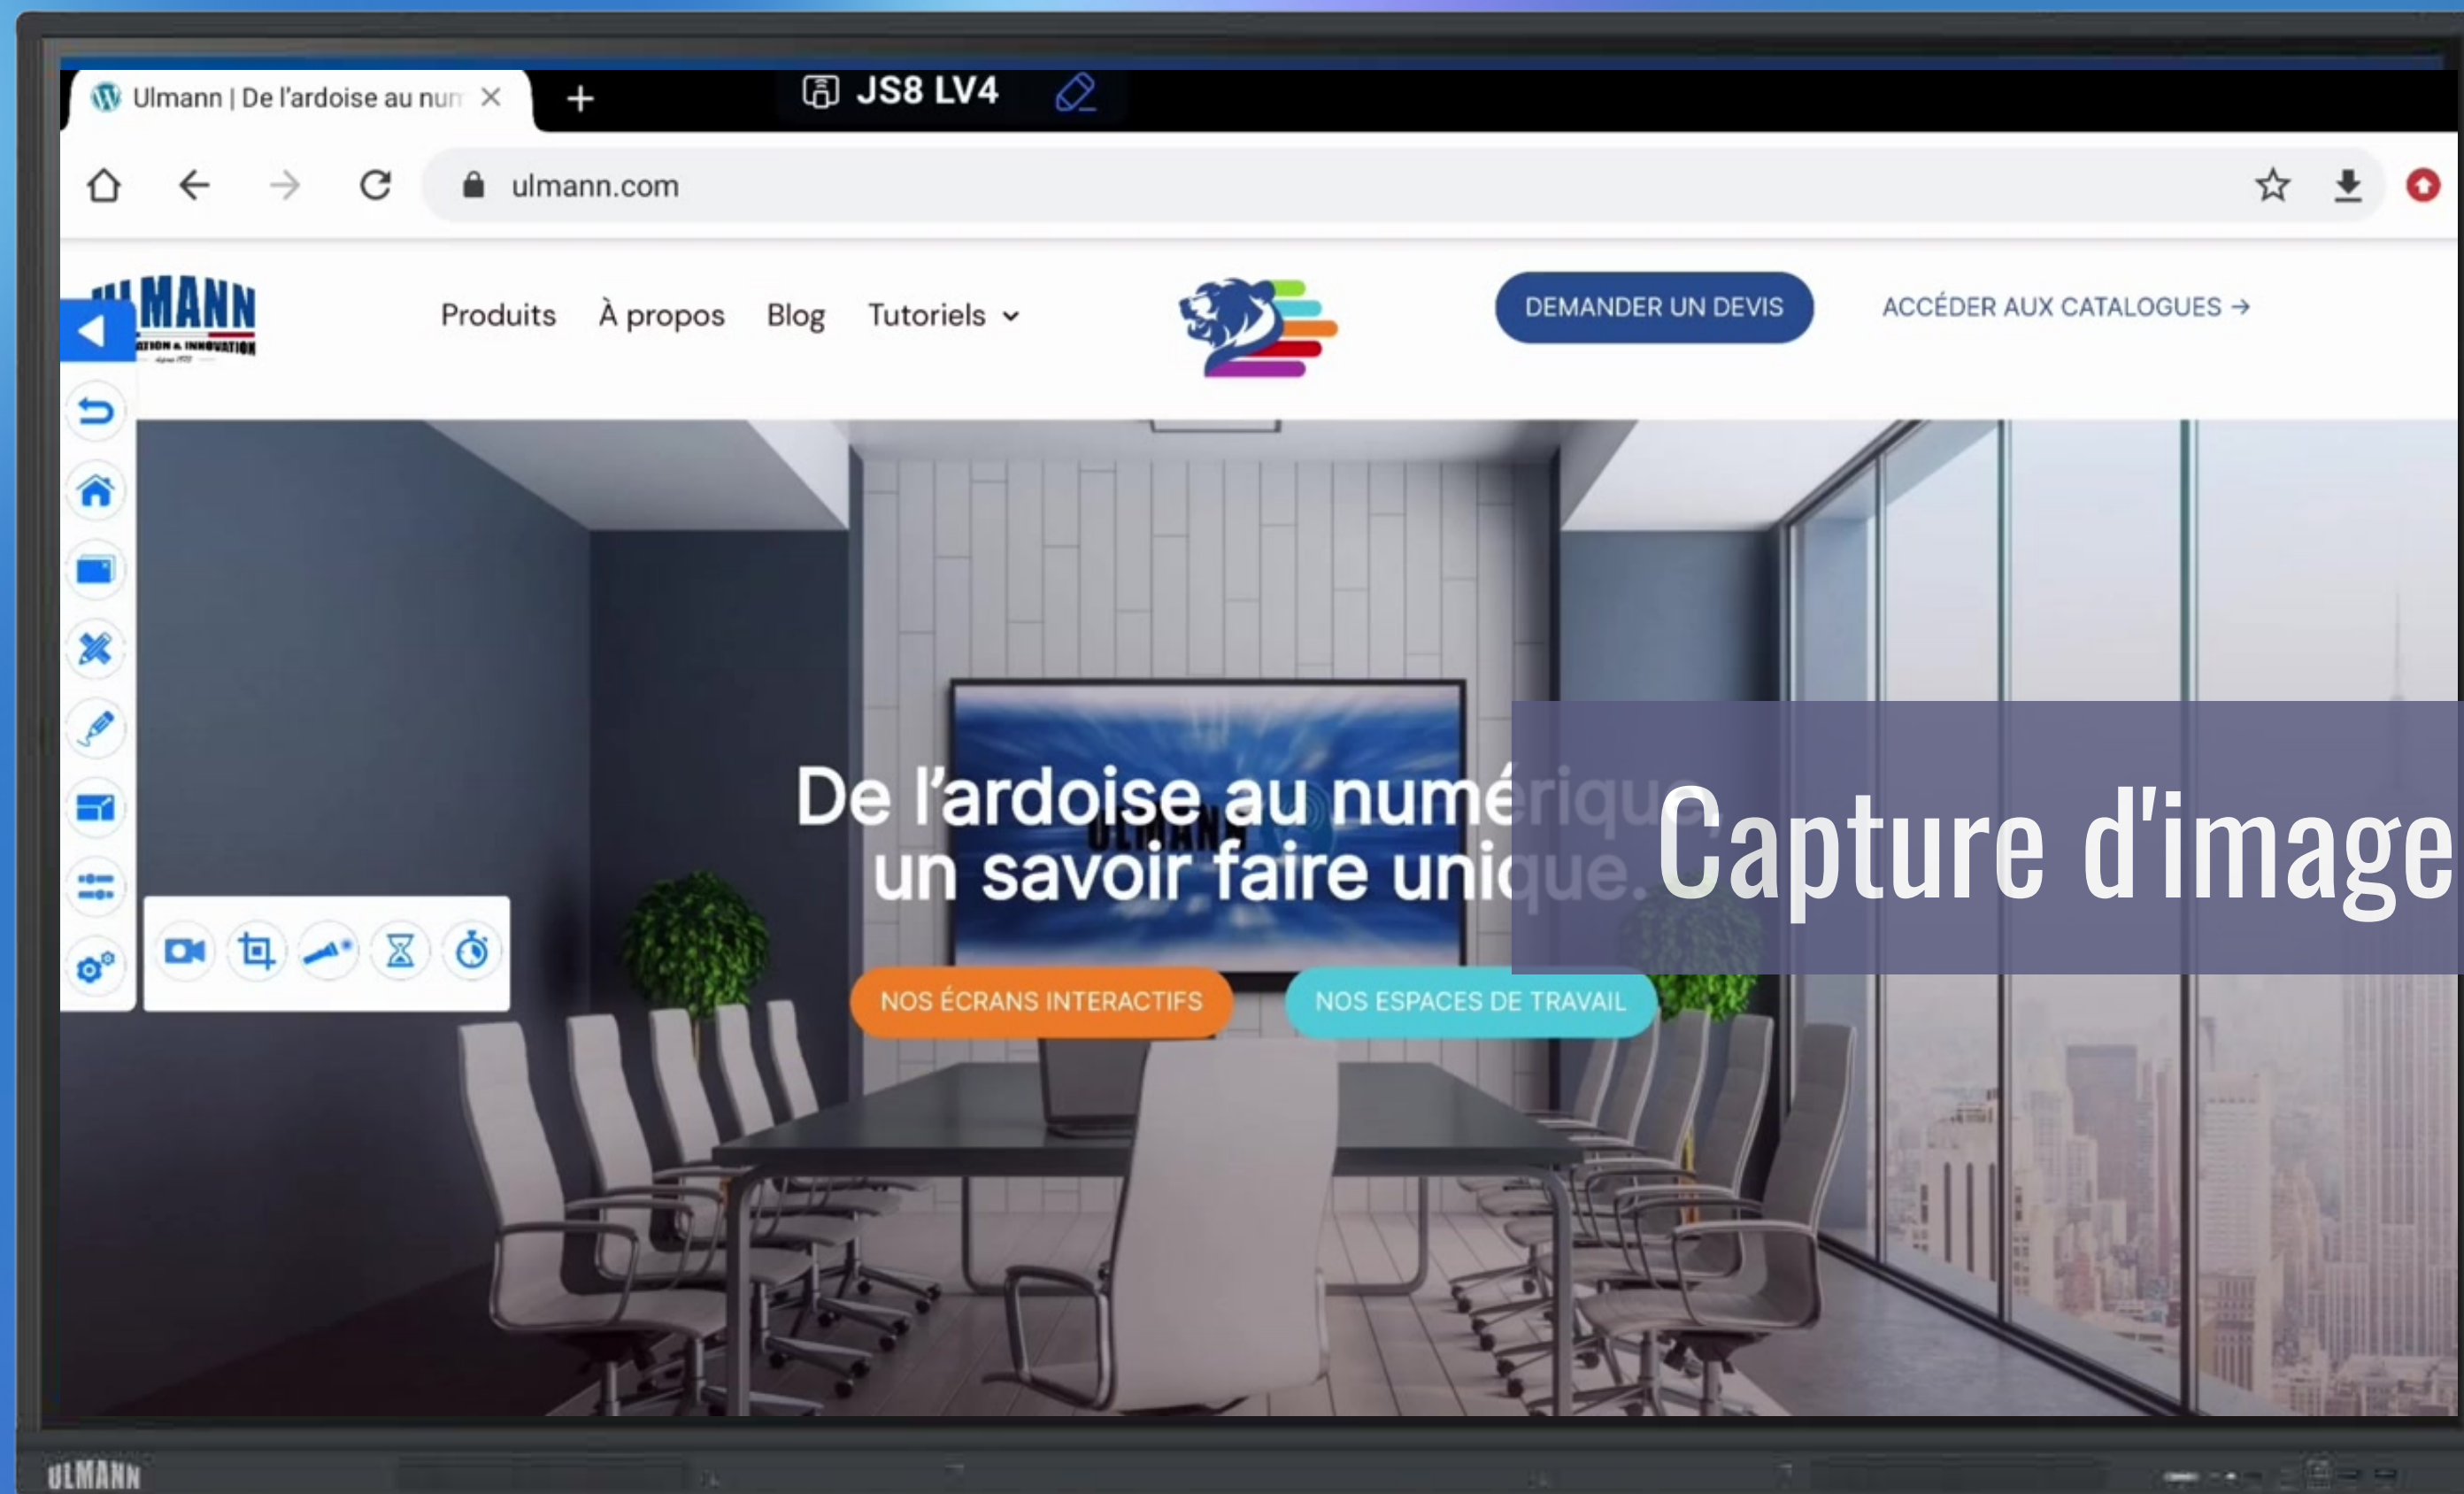 Ulmann | De l'ardoise au num
JS8 LV4
ulmann.com
Produits À propos Blog Tutoriels
DEMANDER UN DEVIS
ACCÉDER AUX CATALOGUES →
De l'ardoise au numérique,
un savoir faire unique.
Capture d'image
NOS ÉCRANS INTERACTIFS
NOS ESPACES DE TRAVAIL
ULMANN